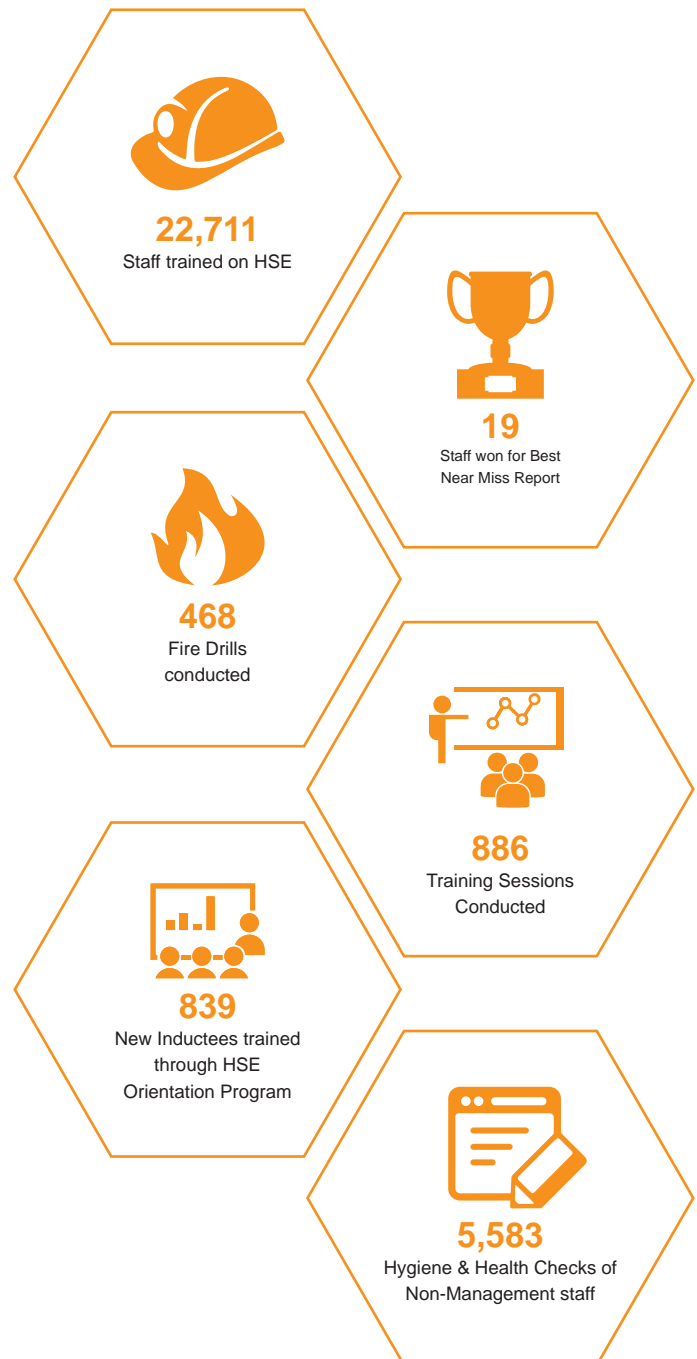 22,711
Staff trained on HSE
19
Staff won for Best
Near Miss Report
468
Fire Drills
conducted
886
Training Sessions
Conducted
839
New Inductees trained
through HSE
Orientation Program
5,583
Hygiene & Health Checks of
Non-Management staff